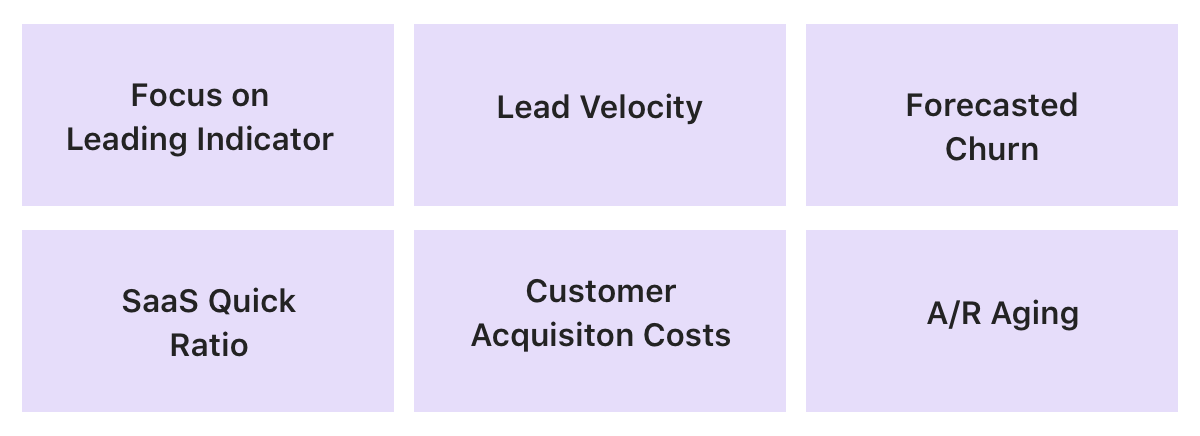 Focus on
Leading Indicator
Lead Velocity
Forecasted
Churn
SaaS Quick
Ratio
Customer
Acquisiton Costs
A/R Aging